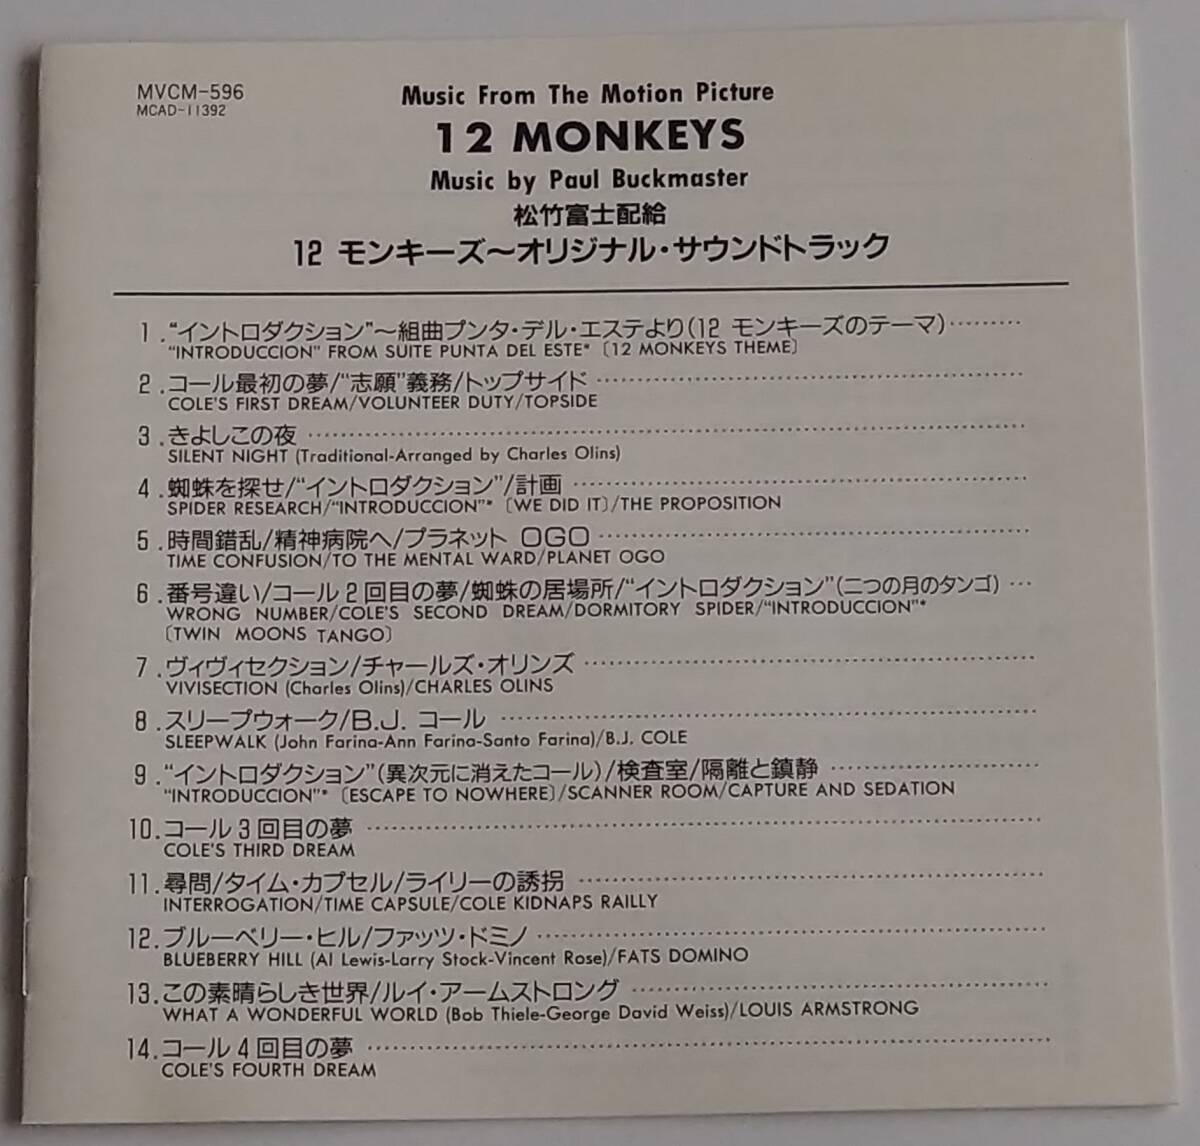 MVCM-596
MCAD-11392
Music From The Motion Picture
12 MONKEYS
Music by Paul Buckmaster
松竹富士配給
12 モンキーズ〜オリジナル・サウンドトラック
1. “イントロダクション”〜組曲プンタ・デル・エステより(12 モンキーズのテーマ)………
“INTRODUCCION” FROM SUITE PUNTA DEL ESTE* 〔12 MONKEYS THEME〕
2. コール最初の夢/“志願”義務/トップサイド………
COLE'S FIRST DREAM/VOLUNTEER DUTY/TOPSIDE
3. きよしこの夜………
SILENT NIGHT (Traditional-Arranged by Charles Olins)
4. 蜘蛛を探せ/“イントロダクション”/計画………
SPIDER RESEARCH/“INTRODUCCION”* 〔WE DID IT〕/THE PROPOSITION
5. 時間錯乱/精神病院へ/プラネット OGO………
TIME CONFUSION/TO THE MENTAL WARD/PLANET OGO
6. 番号違い/コール2回目の夢/蜘蛛の居場所/“イントロダクション”(二つの月のタンゴ)…
WRONG NUMBER/COLE'S SECOND DREAM/DORMITORY SPIDER/“INTRODUCCION”*
〔TWIN MOONS TANGO〕
7. ヴィヴィセクション/チャールズ・オリンズ………
VIVISECTION (Charles Olins)/CHARLES OLINS
8. スリープウォーク/B.J. コール………
SLEEPWALK (John Farina-Ann Farina-Santo Farina)/B.J. COLE
9. “イントロダクション”(異次元に消えたコール)/検査室/隔離と鎮静………
“INTRODUCCION”* 〔ESCAPE TO NOWHERE〕/SCANNER ROOM/CAPTURE AND SEDATION
10. コール3回目の夢………
COLE'S THIRD DREAM
11. 尋問/タイム・カプセル/ライリーの誘拐………
INTERROGATION/TIME CAPSULE/COLE KIDNAPS RAILLY
12. ブルーベリー・ヒル/ファッツ・ドミノ………
BLUEBERRY HILL (Al Lewis-Larry Stock-Vincent Rose)/FATS DOMINO
13. この素晴らしき世界/ルイ・アームストロング………
WHAT A WONDERFUL WORLD (Bob Thiele-George David Weiss)/LOUIS ARMSTRONG
14. コール4回目の夢………
COLE'S FOURTH DREAM